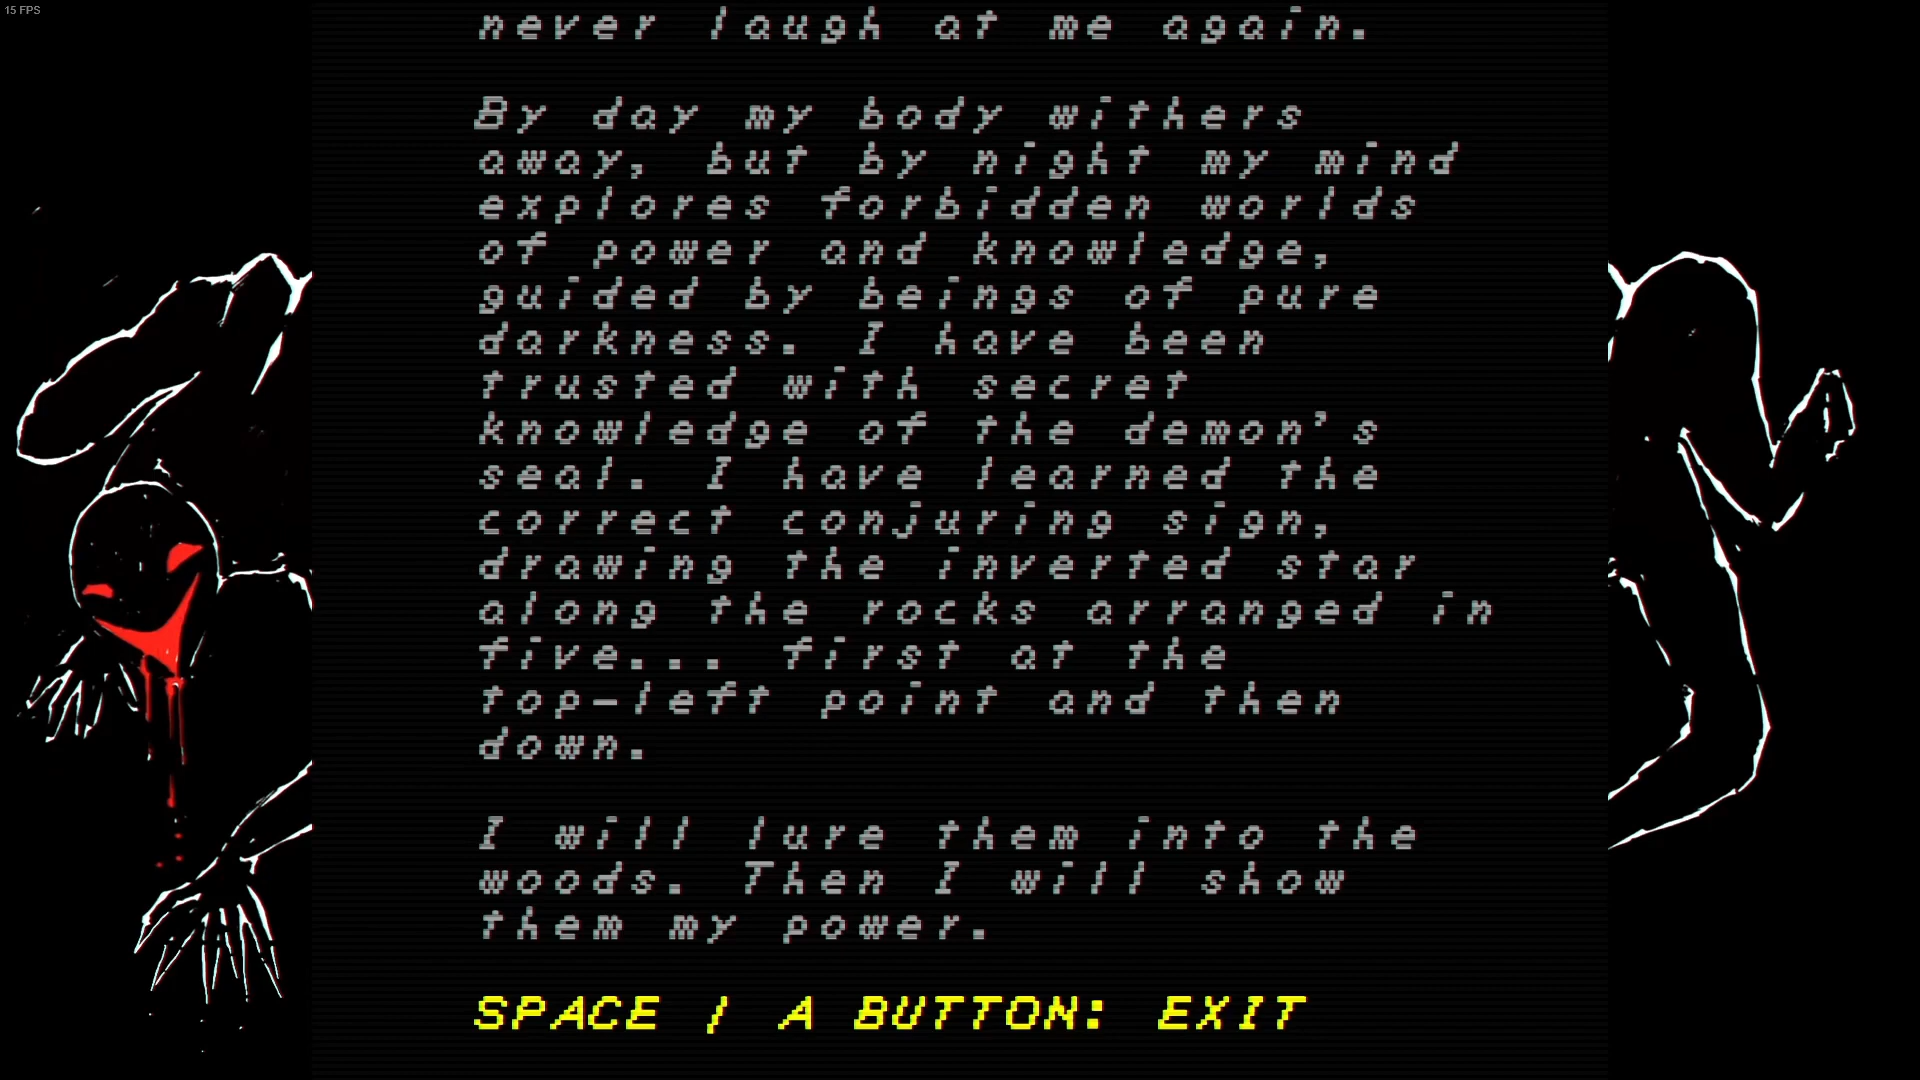 15 FPS
never laugh at me again.
By day my body withers
away, but by night my mind
explores forbidden worlds
of power and knowledge,
guided by beings of pure
darkness. I have been
trusted with secret
knowledge of the demon's
seal. I have learned the
correct conjuring sign,
drawing the inverted star
along the rocks arranged in
five... first at the
top-left point and then
down.
I will lure them into the
woods. Then I will show
them my power.
SPACE / A BUTTON: EXIT